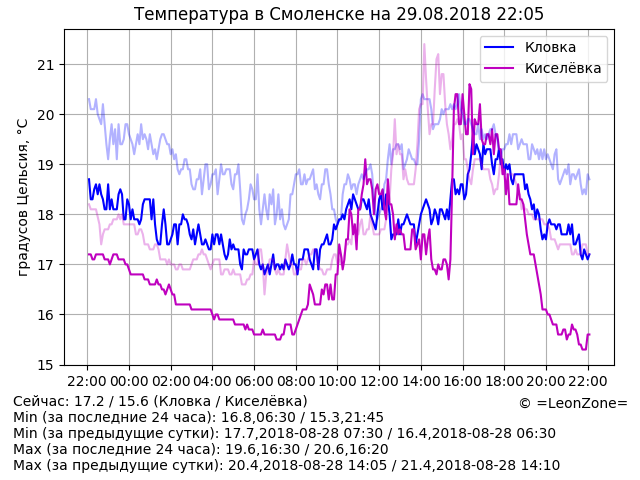 Температура в Смоленске на 29.08.2018 22:05
градусов Цельсия, °C
21
20
19
18
17
16
15
Кловка
Киселёвка
22:00 00:00 02:00 04:00 06:00 08:00 10:00 12:00 14:00 16:00 18:00 20:00 22:00
Сейчас: 17.2 / 15.6 (Кловка / Киселёвка)
© =LeonZone=
Min (за последние 24 часа): 16.8,06:30 / 15.3,21:45
Min (за предыдущие сутки): 17.7,2018-08-28 07:30 / 16.4,2018-08-28 06:30
Max (за последние 24 часа): 19.6,16:30 / 20.6,16:20
Max (за предыдущие сутки): 20.4,2018-08-28 14:05 / 21.4,2018-08-28 14:10